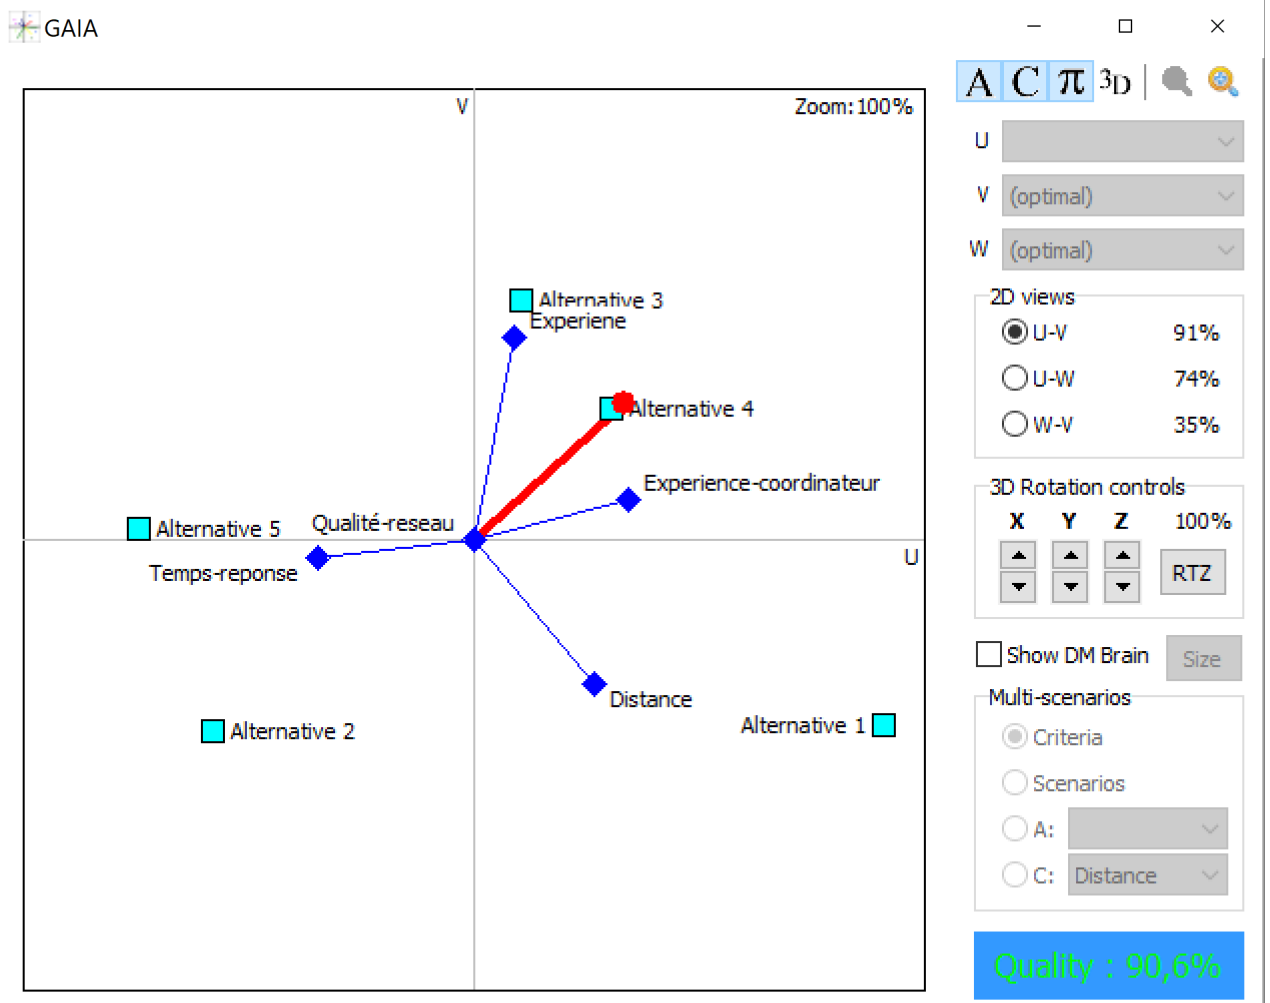 GAIA
A C π 3D
V
Zoom:100%
U
V (optimal)
W (optimal)
2D views
U-V 91%
U-W 74%
W-V 35%
Alternative 3
Experiene
Alternative 4
Experience-coordinateur
Qualité-reseau
Alternative 5
U
Temps-reponse
Distance
Alternative 1
Alternative 2
3D Rotation controls
X Y Z 100%
RTZ
Show DM Brain Size
Multi-scenarios
Criteria
Scenarios
A:
C: Distance
Quality : 90,6%